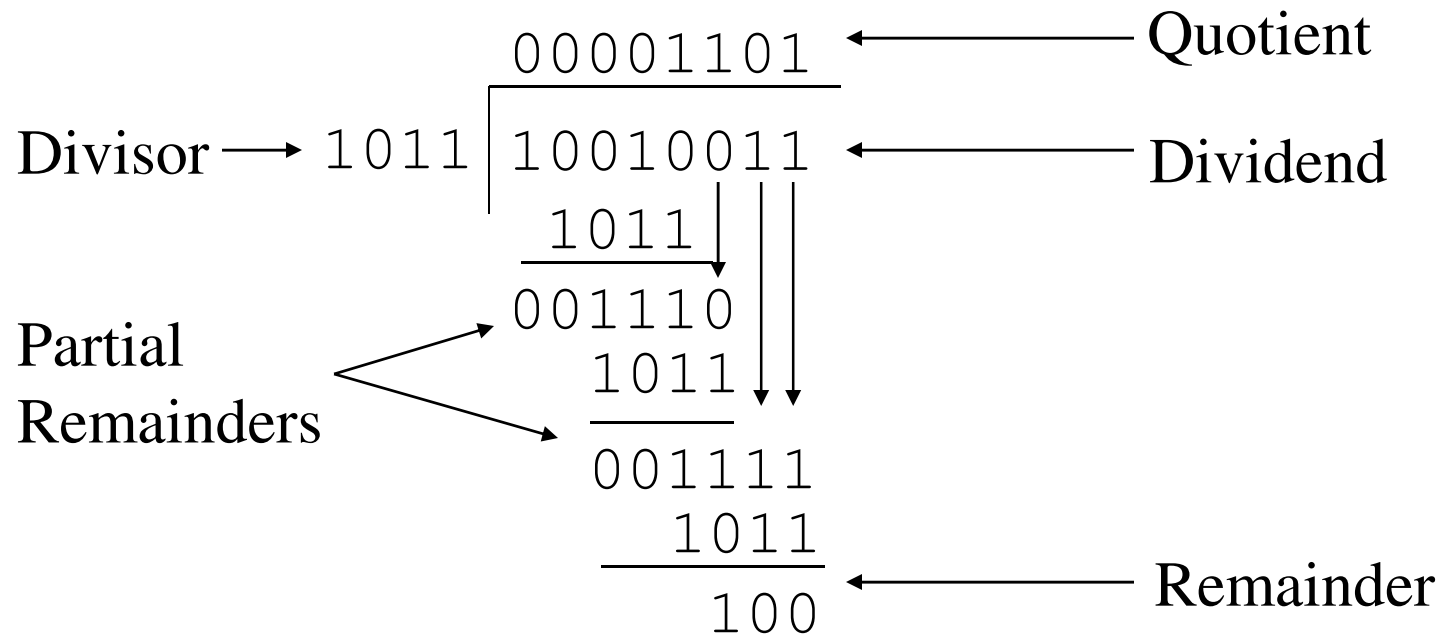 00001101 Quotient
Divisor 1011 10010011 Dividend
1011
001110
Partial
Remainders
1011
001111
1011
100 Remainder